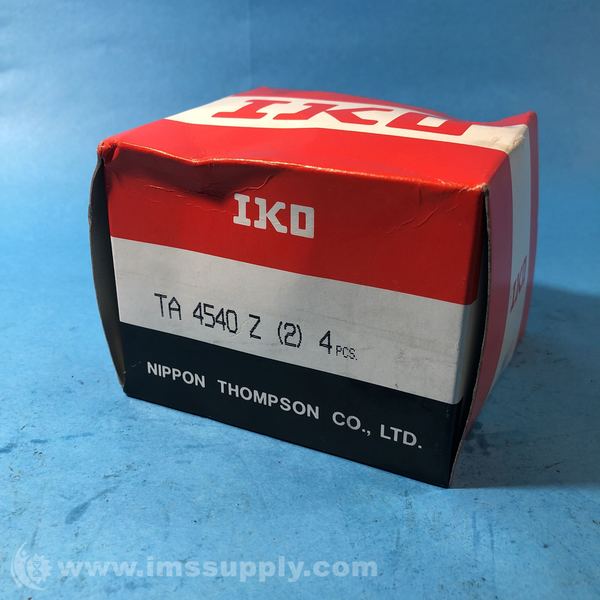 IKO
IKO
IKO
TA 4540 Z (2) 4 PCS.
NIPPON THOMPSON CO., LTD.
www.imssupply.com